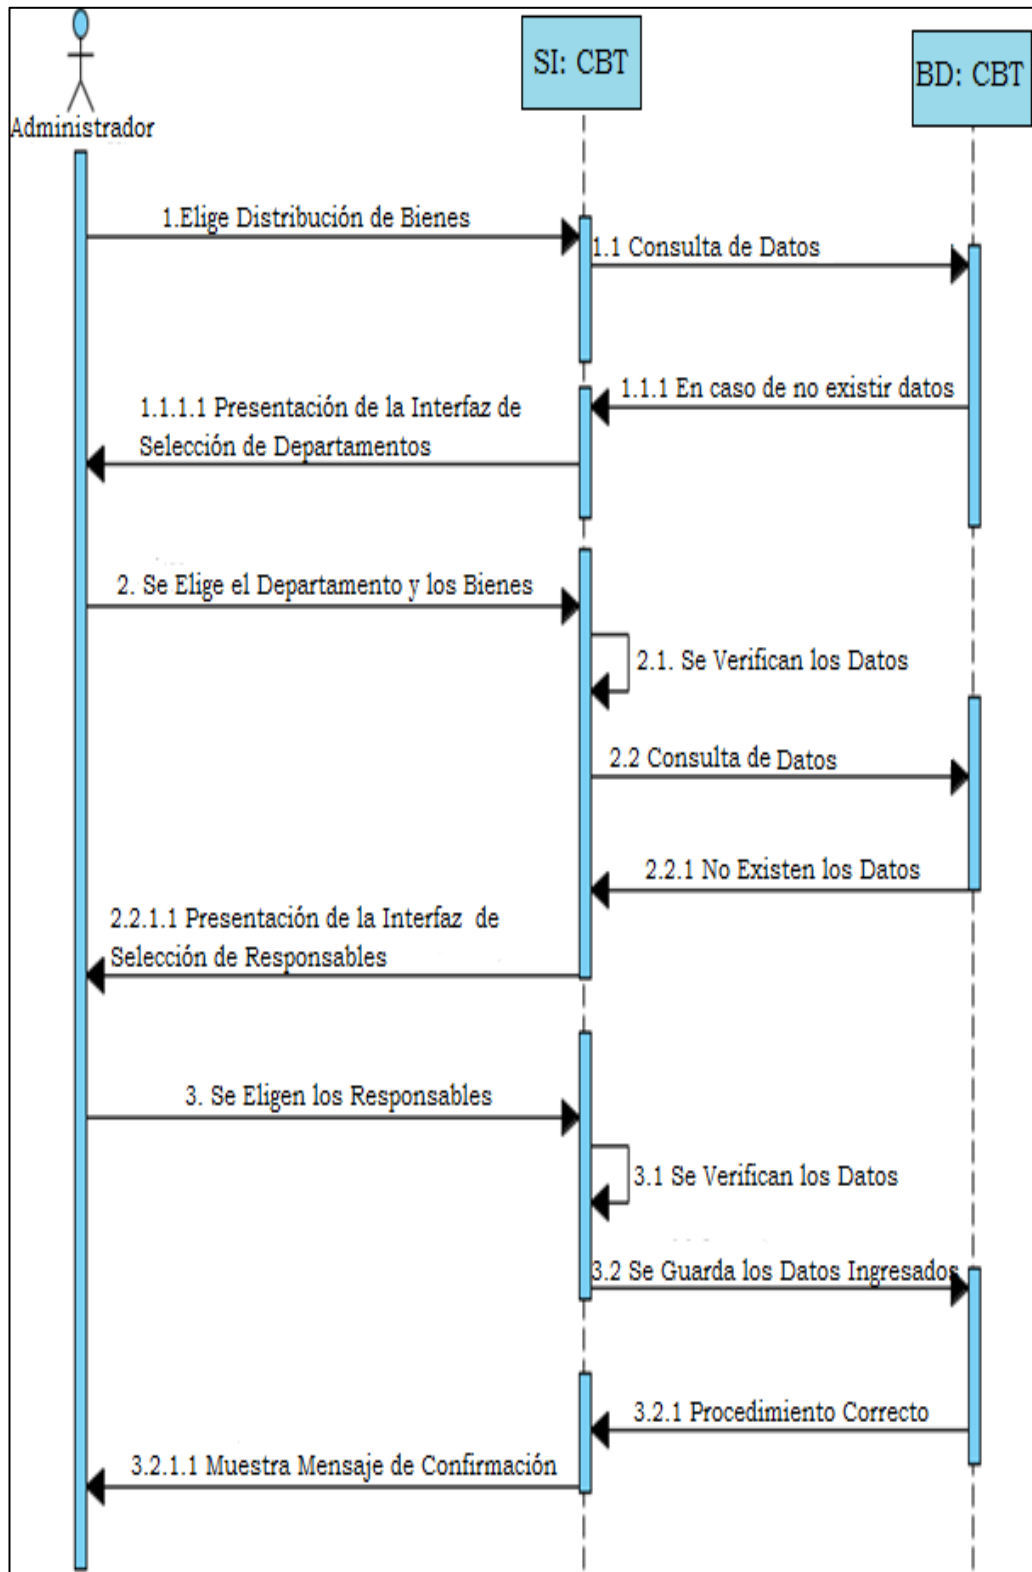 SI: CBT
BD: CBT
Administrador
1.Elige Distribución de Bienes
1.1 Consulta de Datos
1.1.1 En caso de no existir datos
1.1.1.1 Presentación de la Interfaz de
Selección de Departamentos
2. Se Elige el Departamento y los Bienes
2.1. Se Verifican los Datos
2.2 Consulta de Datos
2.2.1 No Existen los Datos
2.2.1.1 Presentación de la Interfaz de
Selección de Responsables
3. Se Eligen los Responsables
3.1 Se Verifican los Datos
3.2 Se Guarda los Datos Ingresados
3.2.1 Procedimiento Correcto
3.2.1.1 Muestra Mensaje de Confirmación